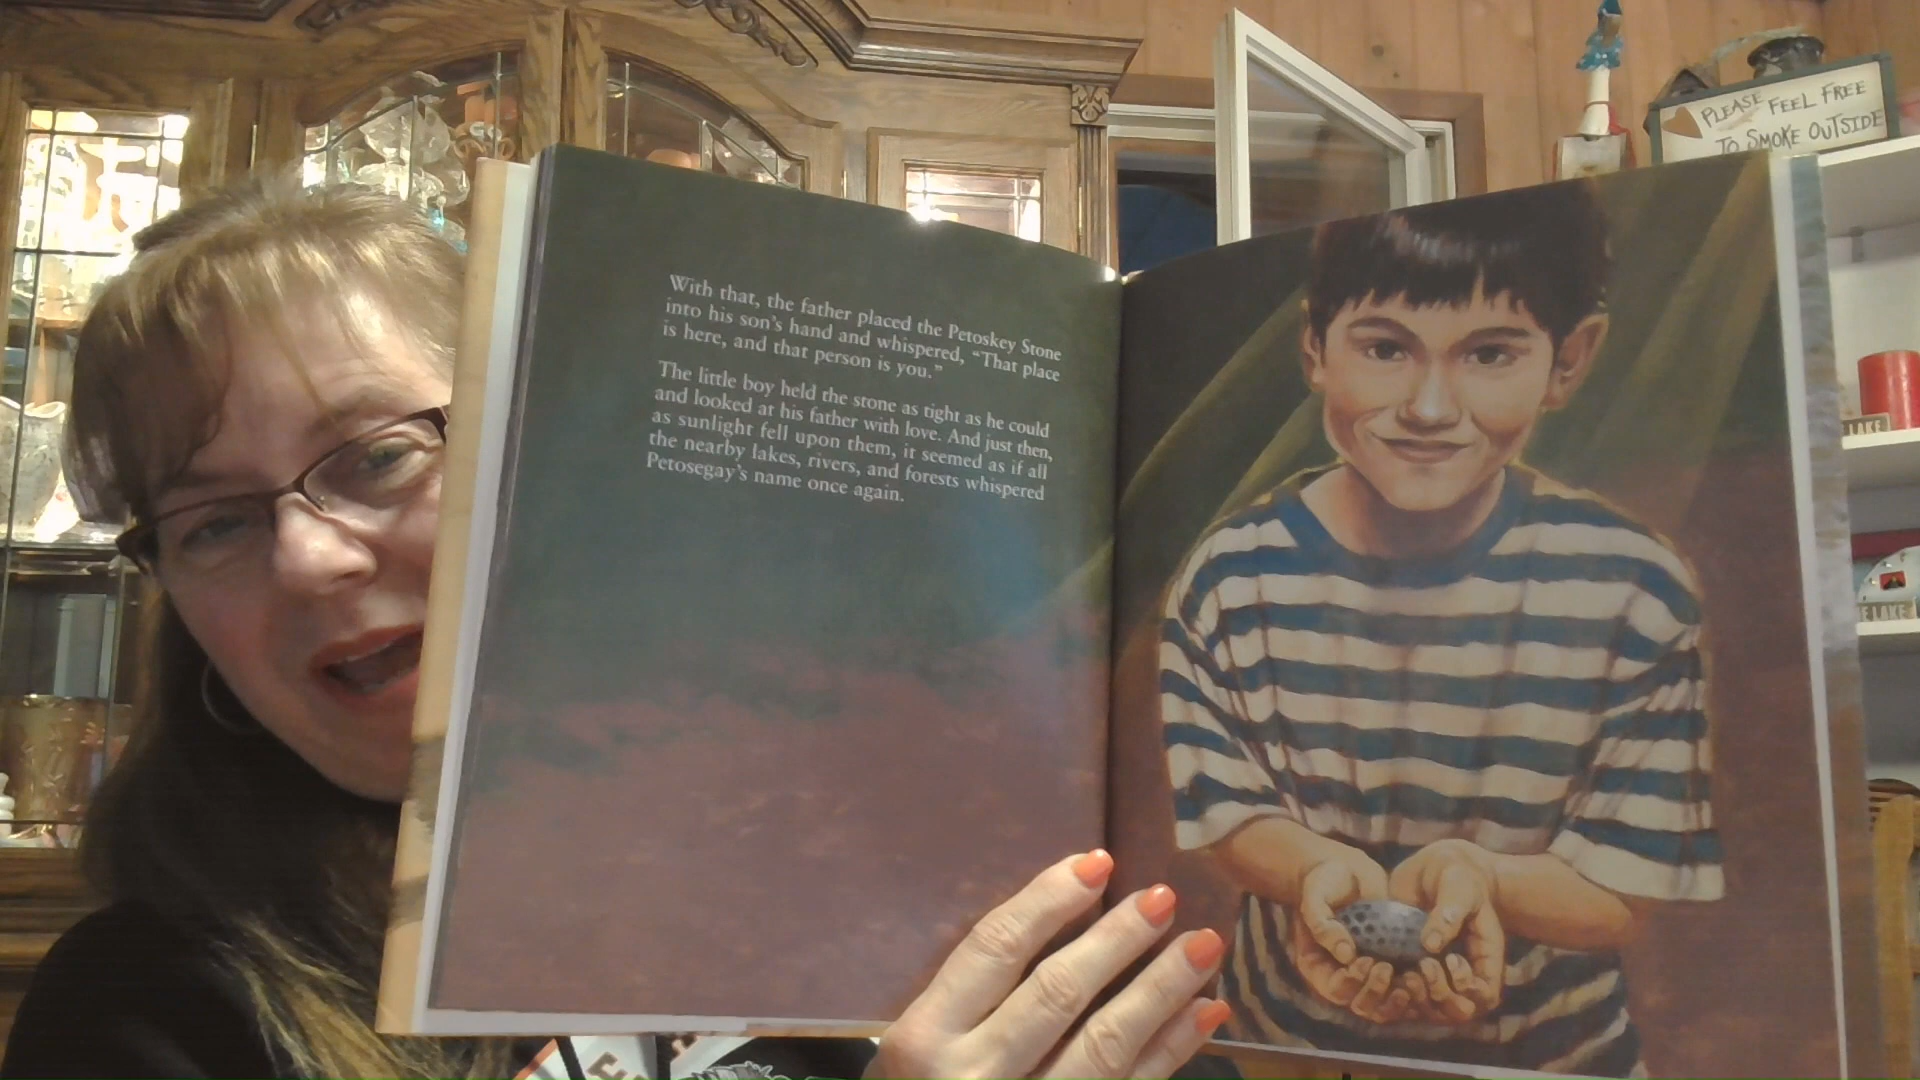 PLEASE FEEL FREE
TO SMOKE OUTSIDE
With that, the father placed the Petoskey Stone
into his son's hand and whispered, “That place
is here, and that person is you.”
The little boy held the stone as tight as he could
and looked at his father with love. And just then,
as sunlight fell upon them, it seemed as if all
the nearby lakes, rivers, and forests whispered
Petosegay's name once again.
LAKE
LAKE